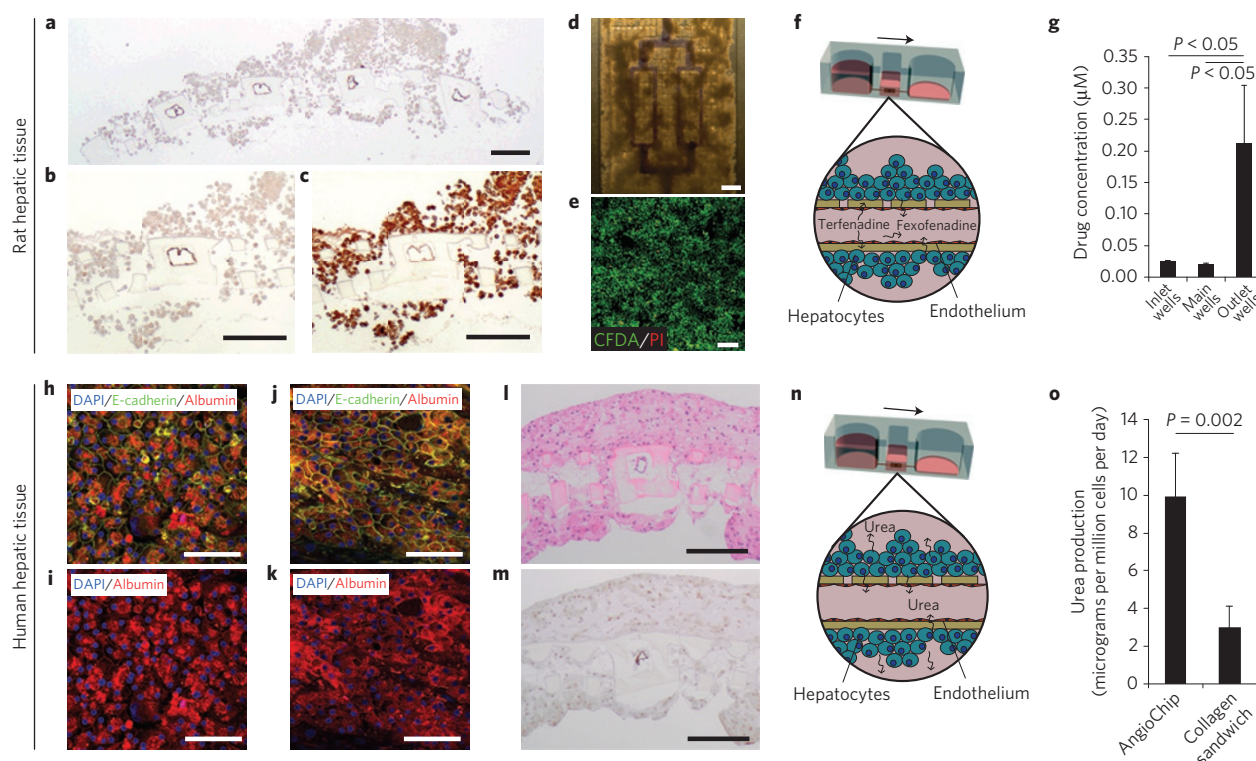 Rat hepatic tissue
a
b
c
d
e
CFDA/PI
f
Terfenadine
Fexofenadine
Hepatocytes
Endothelium
g
P < 0.05
P < 0.05
Drug concentration (μM)
0.35
0.30
0.25
0.20
0.15
0.10
0.05
0.00
Inlet
wells
Main
wells
Outlet
wells
Human hepatic tissue
h
DAPI/E-cadherin/Albumin
i
DAPI/Albumin
j
DAPI/E-cadherin/Albumin
k
DAPI/Albumin
l
m
n
Urea
Urea
Hepatocytes
Endothelium
o
P = 0.002
Urea production
(micrograms per million cells per day)
14
12
10
8
6
4
2
0
AngioChip
Collagen
sandwich